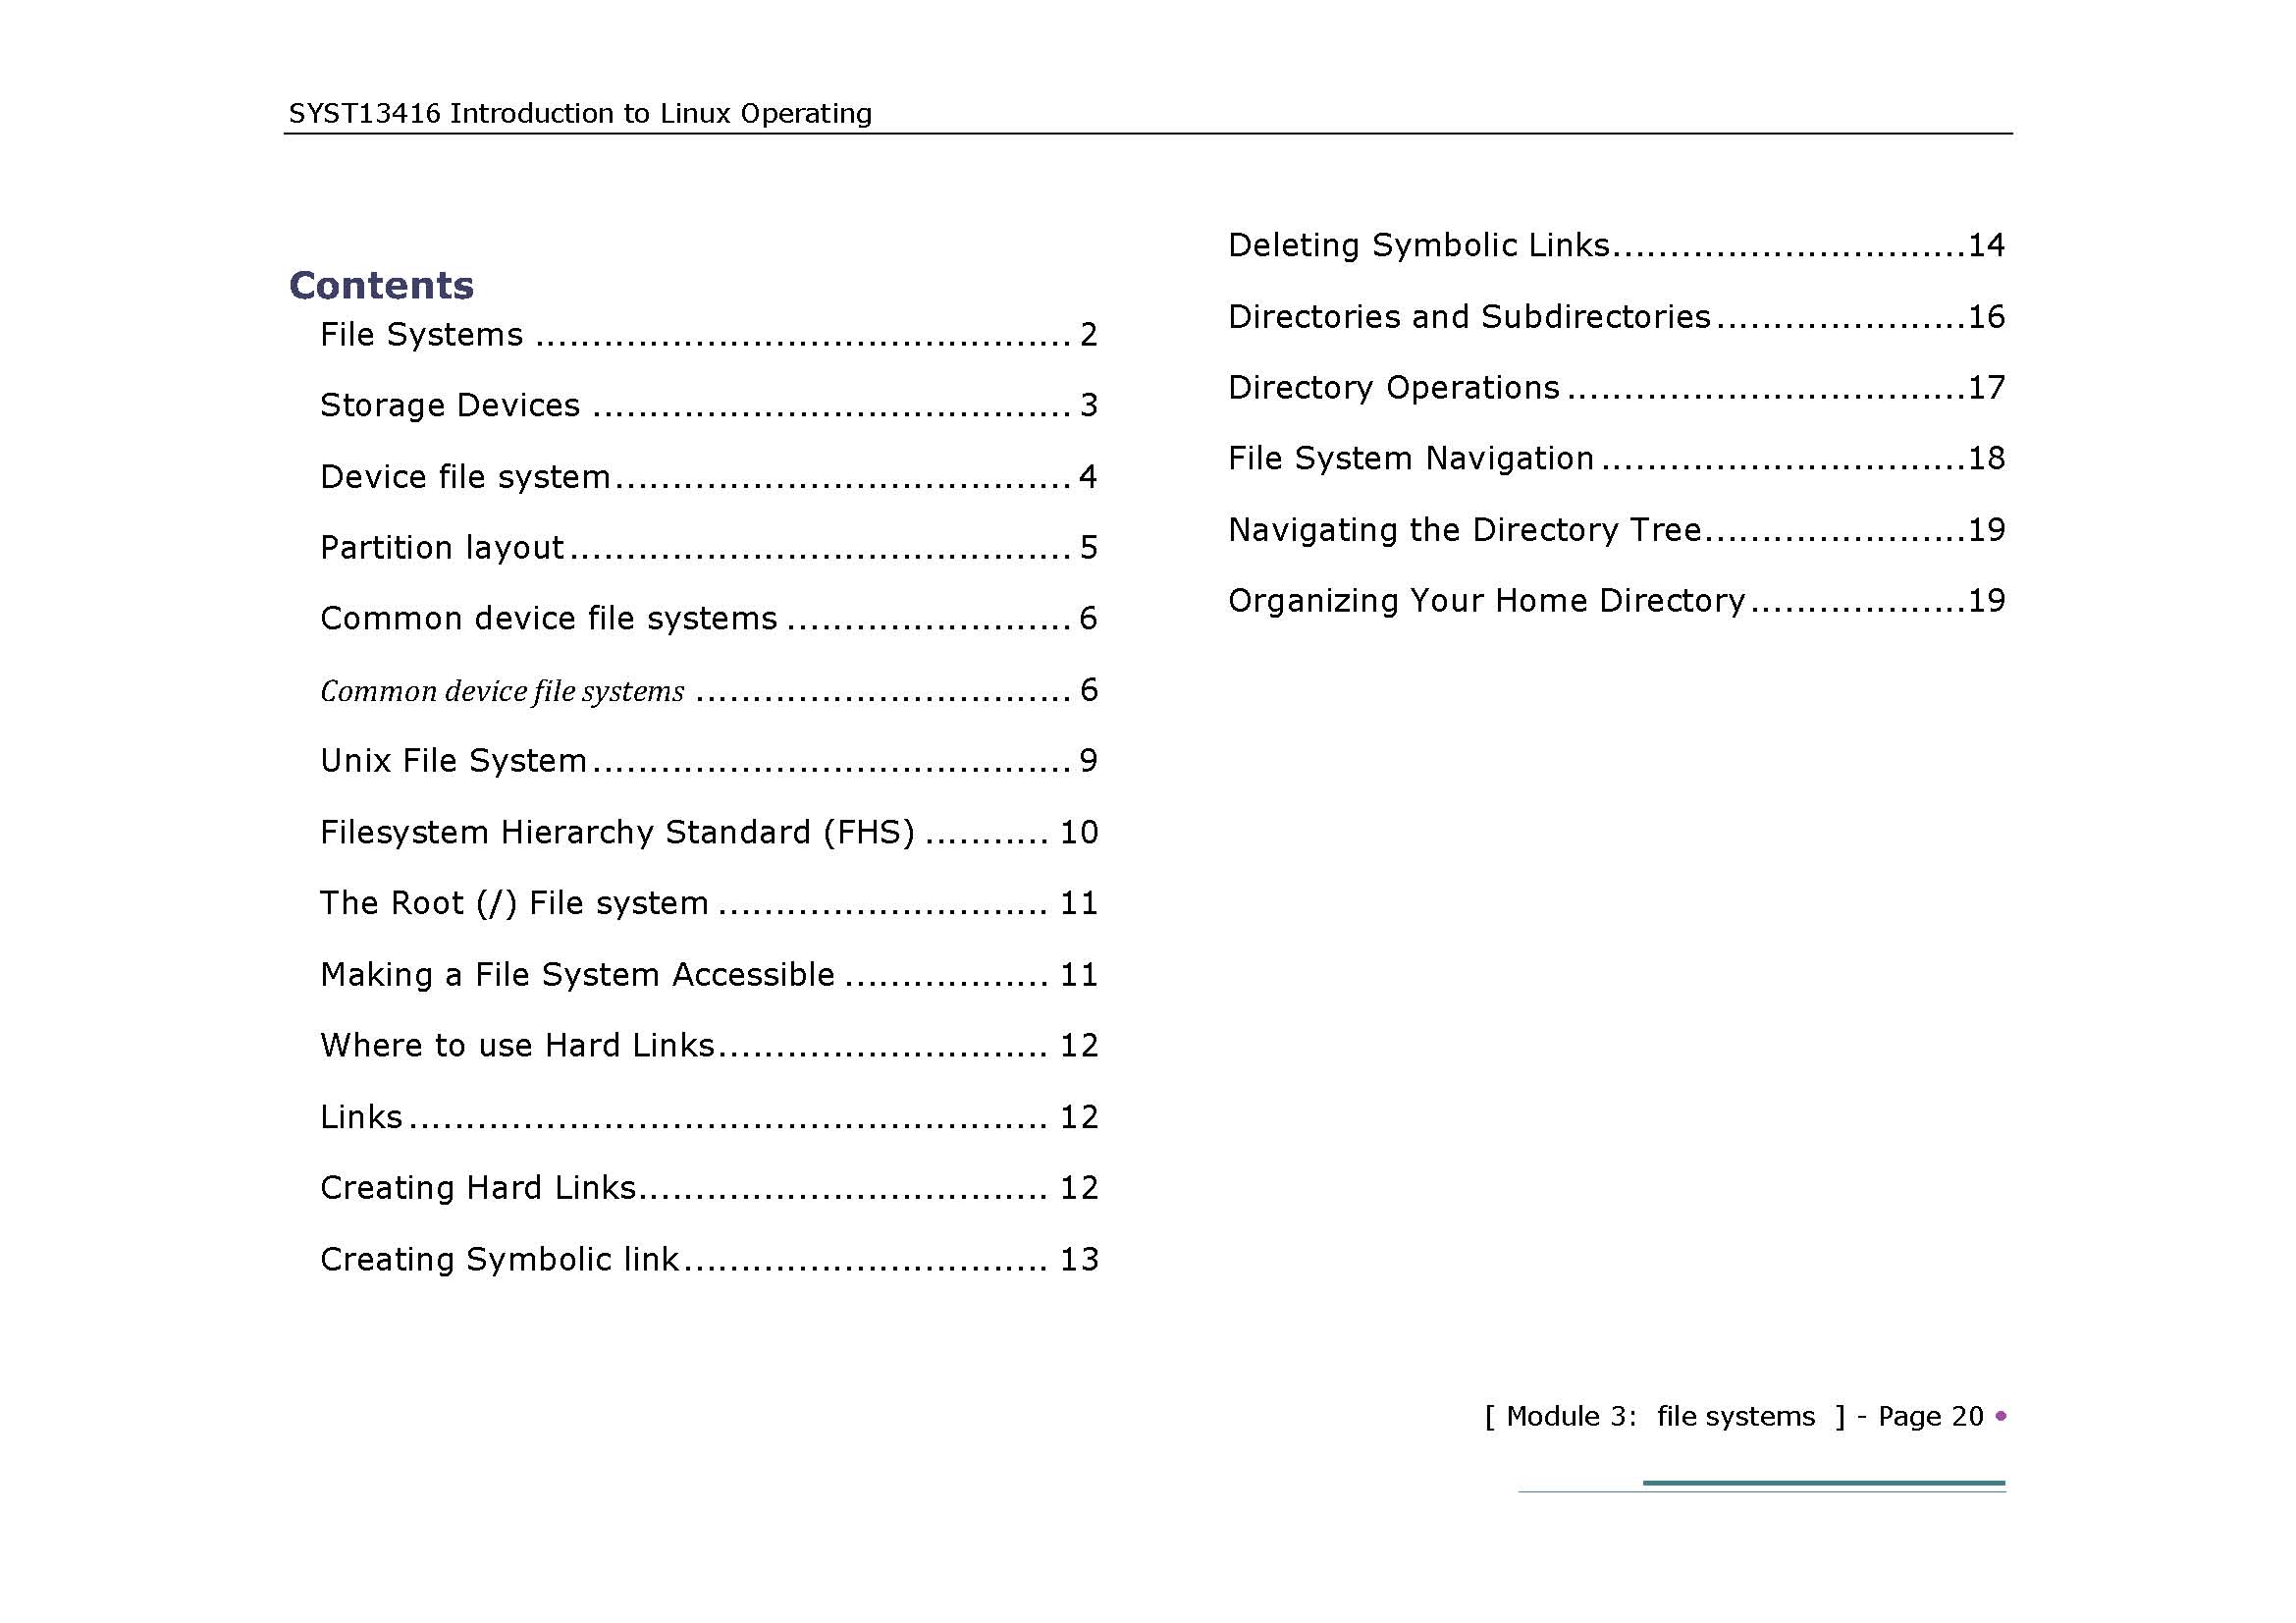 SYST13416 Introduction to Linux Operating
Contents
File Systems ............................................... 2
Storage Devices .......................................... 3
Device file system........................................ 4
Partition layout............................................ 5
Common device file systems ......................... 6
Common device file systems ................................. 6
Unix File System.......................................... 9
Filesystem Hierarchy Standard (FHS) ........... 10
The Root (/) File system ............................. 11
Making a File System Accessible .................. 11
Where to use Hard Links............................. 12
Links ........................................................ 12
Creating Hard Links.................................... 12
Creating Symbolic link................................ 13
Deleting Symbolic Links...............................14
Directories and Subdirectories......................16
Directory Operations ...................................17
File System Navigation ................................18
Navigating the Directory Tree.......................19
Organizing Your Home Directory...................19
[ Module 3: file systems ] - Page 20 •